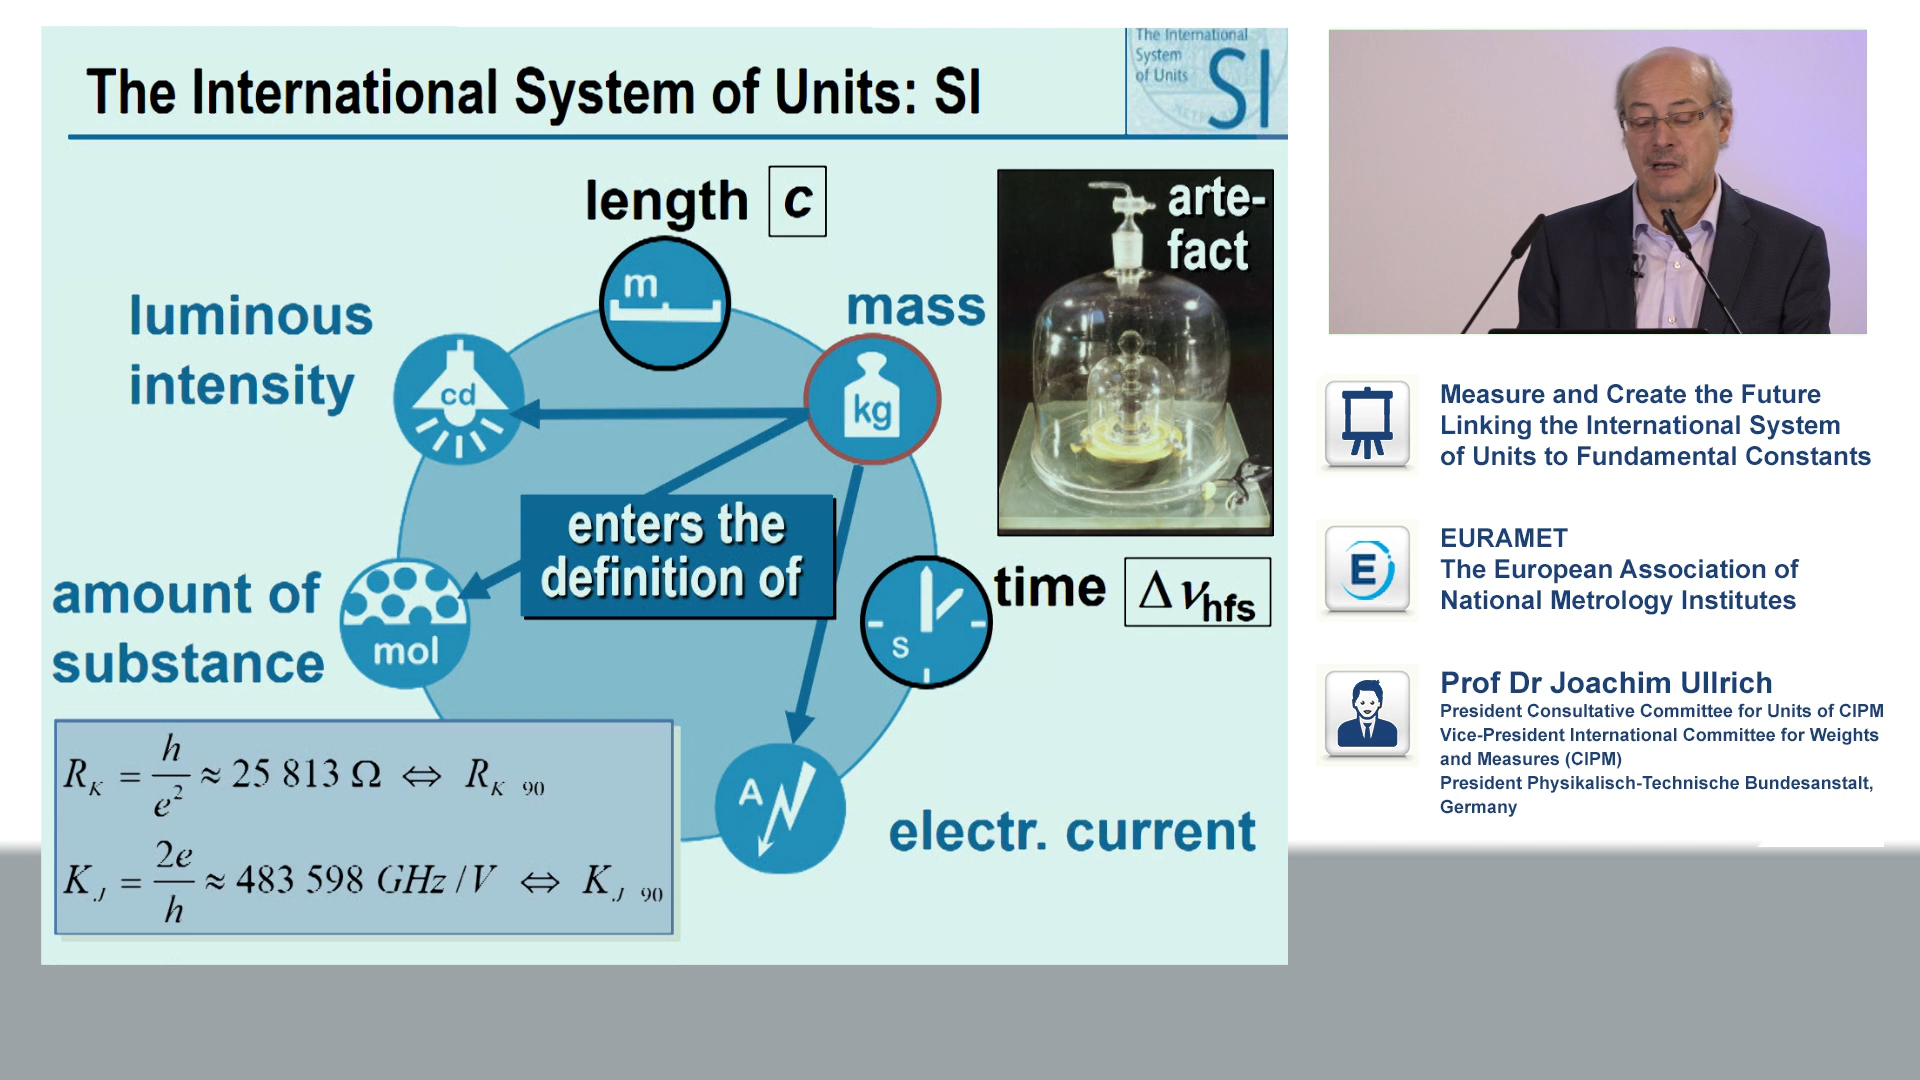 The International System of Units: SI
The International
System
of Units
SI
length c
m
arte-
fact
mass
kg
luminous
intensity
cd
enters the
definition of
time Δνhfs
s
amount of
substance
mol
A
electr. current
R_K = h/e² ≈ 25 813 Ω ⇔ R_K 90
K_J = 2e/h ≈ 483 598 GHz/V ⇔ K_J 90
Measure and Create the Future
Linking the International System
of Units to Fundamental Constants
E
EURAMET
The European Association of
National Metrology Institutes
Prof Dr Joachim Ullrich
President Consultative Committee for Units of CIPM
Vice-President International Committee for Weights
and Measures (CIPM)
President Physikalisch-Technische Bundesanstalt,
Germany